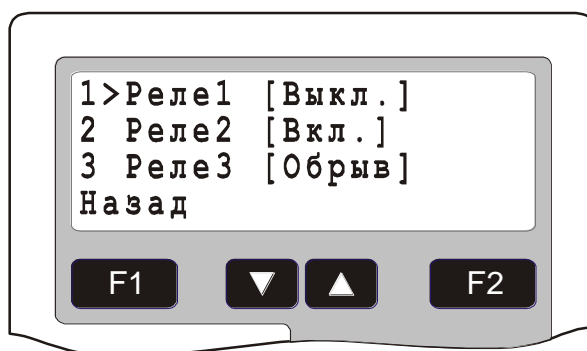 1>Реле1 [Выкл.]
2 Реле2 [Вкл.]
3 Реле3 [Обрыв]
Назад
F1 ▼ ▲ F2